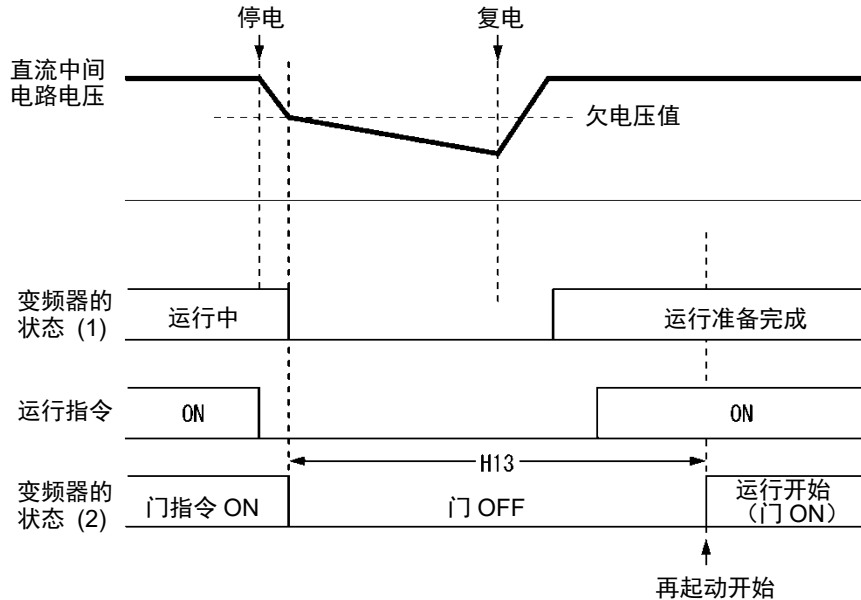 停电
复电
直流中间
电路电压
欠电压值
变频器的
状态 (1)
运行中
运行准备完成
运行指令
ON
ON
H13
变频器的
状态 (2)
门指令 ON
门 OFF
运行开始
（门 ON）
再起动开始